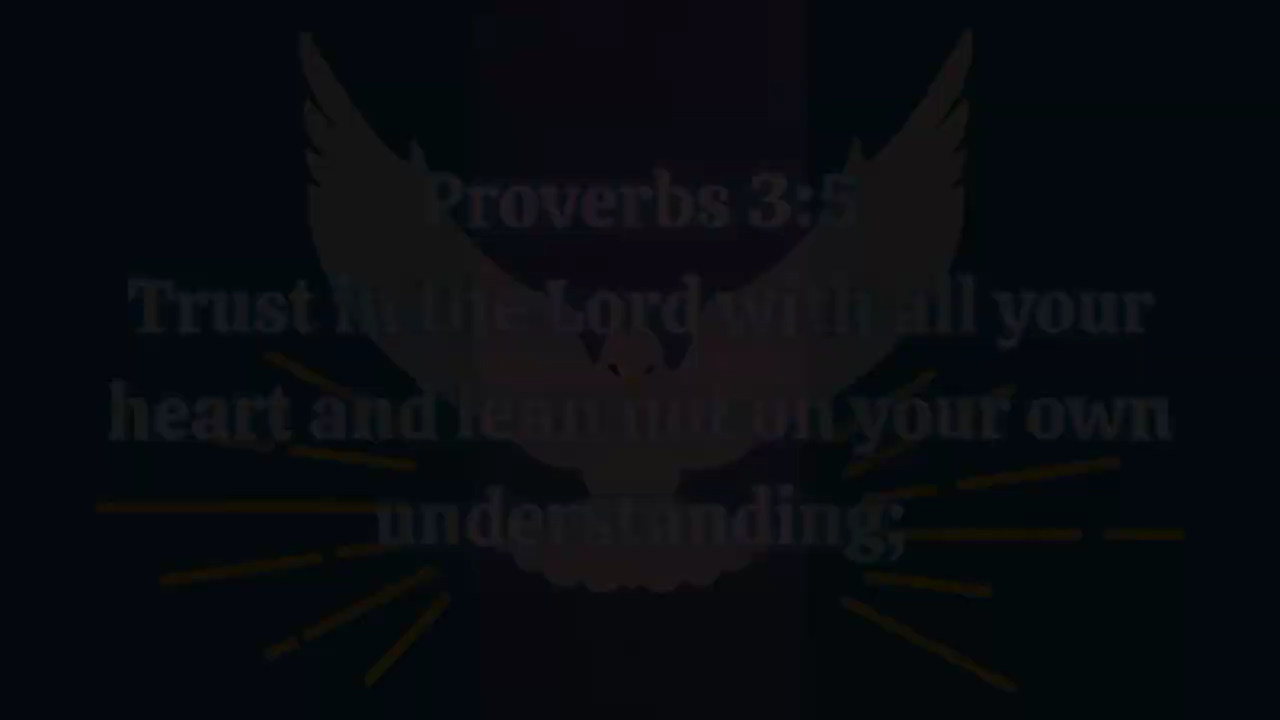 Proverbs 3:5
Trust in the Lord with all your
heart and lean not on your own
understanding;